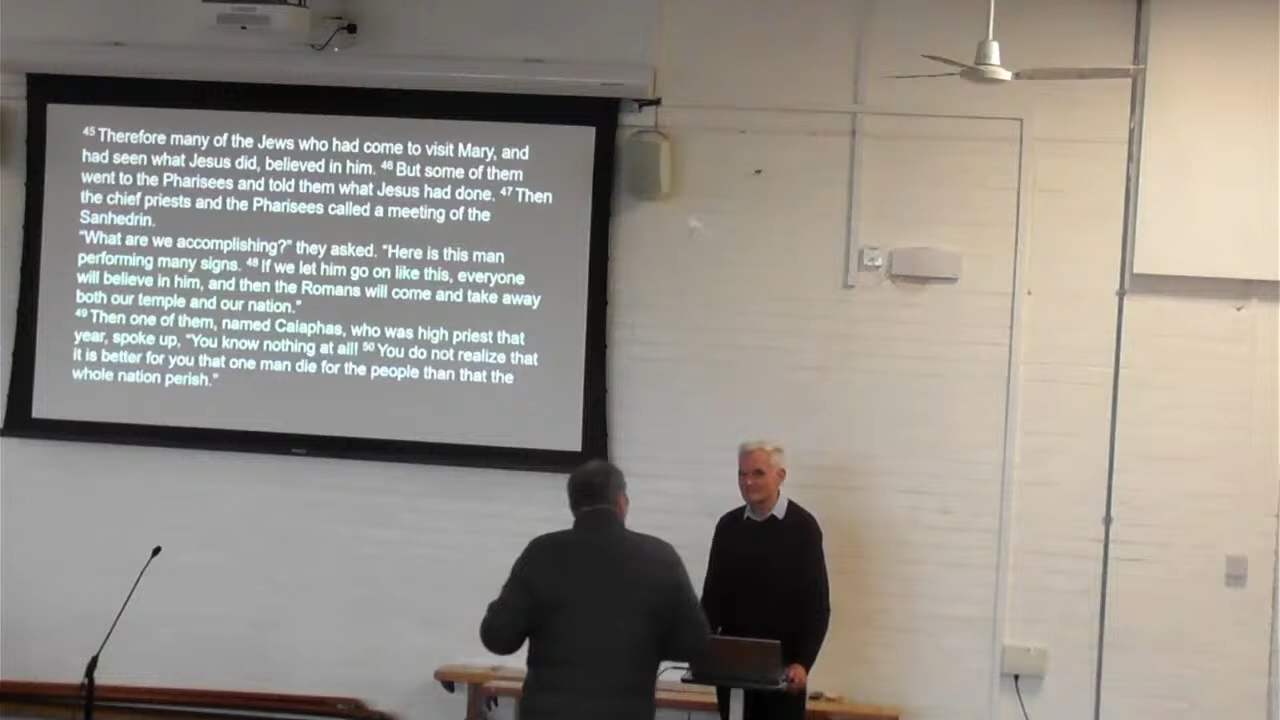 45 Therefore many of the Jews who had come to visit Mary, and
had seen what Jesus did, believed in him. 46 But some of them
went to the Pharisees and told them what Jesus had done. 47 Then
the chief priests and the Pharisees called a meeting of the
Sanhedrin.
"What are we accomplishing?" they asked. "Here is this man
performing many signs. 48 If we let him go on like this, everyone
will believe in him, and then the Romans will come and take away
both our temple and our nation."
49 Then one of them, named Caiaphas, who was high priest that
year, spoke up, "You know nothing at all! 50 You do not realize that
it is better for you that one man die for the people than that the
whole nation perish."